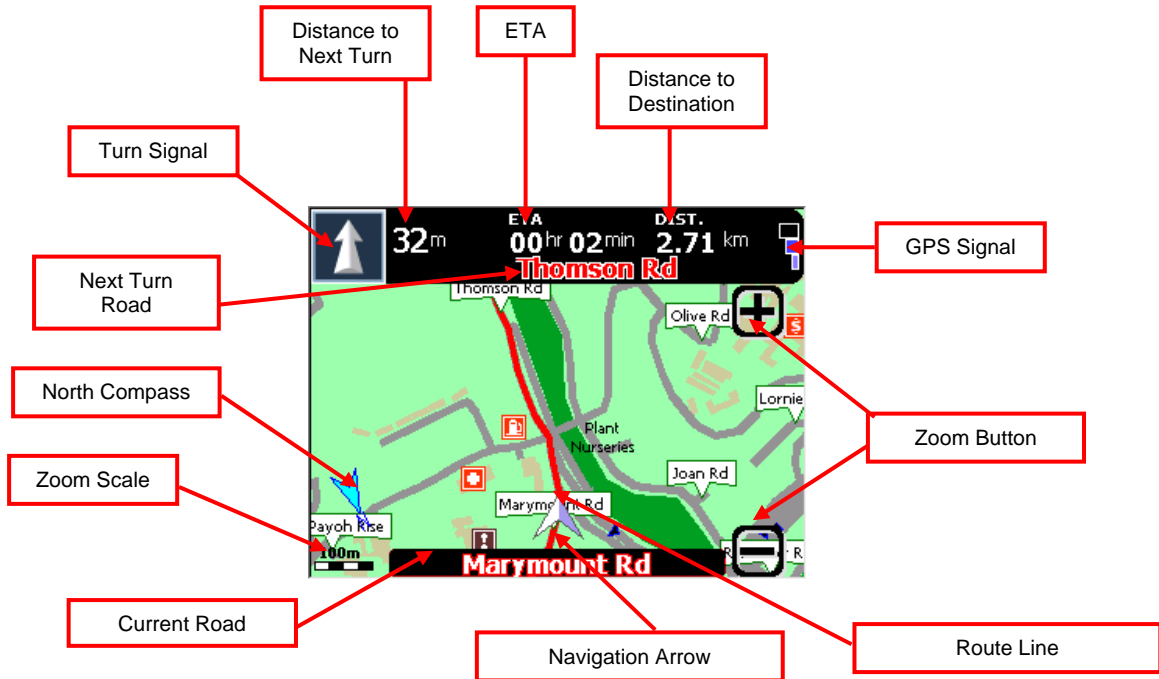 Distance to
Next Turn
ETA
Distance to
Destination
Turn Signal
ETA
DIST.
32m
00hr 02min
2.71 km
GPS Signal
Thomson Rd
Next Turn
Road
Thomson Rd
Olive Rd
North Compass
Lornie
Plant
Nurseries
Zoom Button
Zoom Scale
Joan Rd
Marymount Rd
Payoh Rise
100m
Marymount Rd
Current Road
Navigation Arrow
Route Line